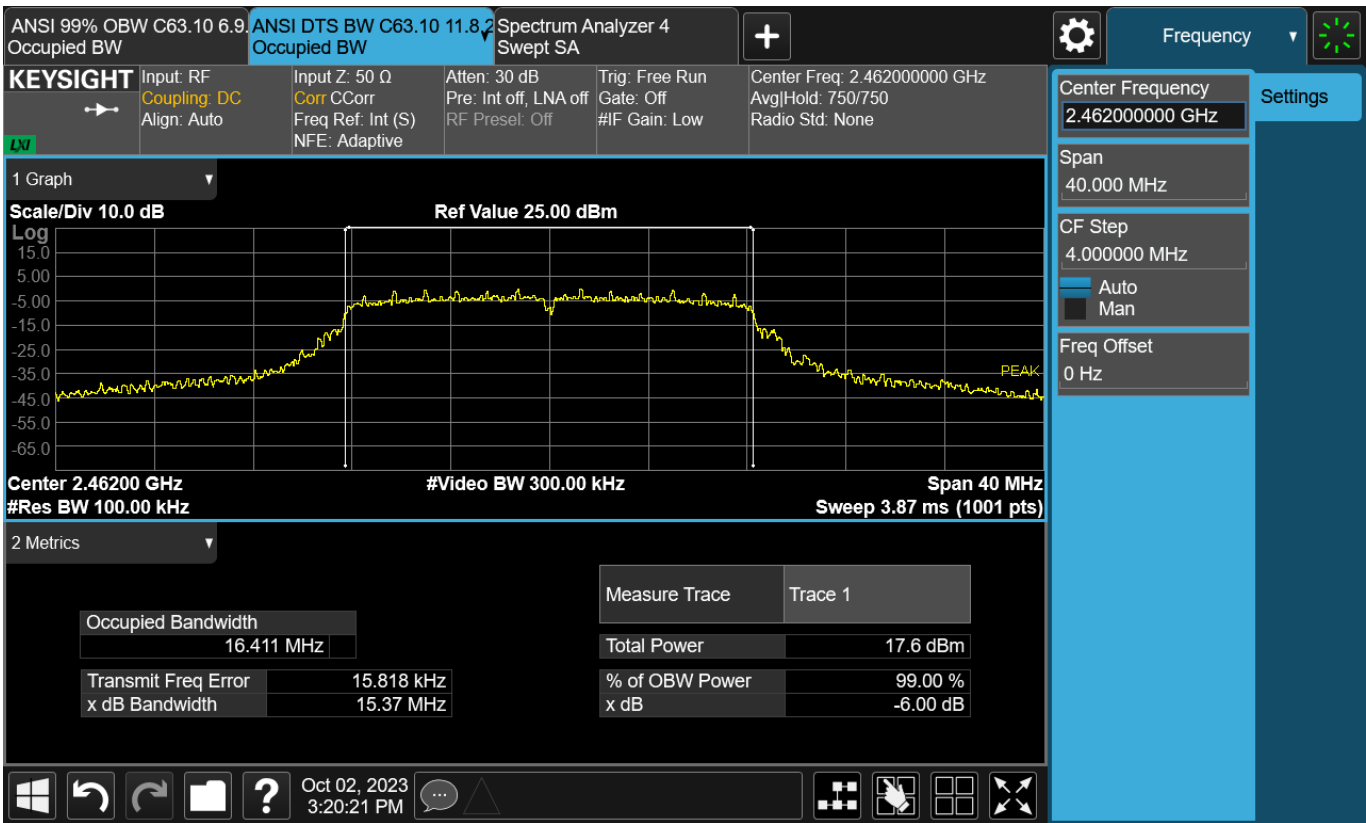 ANSI 99% OBW C63.10 6.9.
Occupied BW
ANSI DTS BW C63.10 11.8.2
Occupied BW
Spectrum Analyzer 4
Swept SA
Frequency
KEYSIGHT
LXI
Input: RF
Coupling: DC
Align: Auto
Input Z: 50 Ω
Corr CCorr
Freq Ref: Int (S)
NFE: Adaptive
Atten: 30 dB
Pre: Int off, LNA off
RF Presel: Off
Trig: Free Run
Gate: Off
#IF Gain: Low
Center Freq: 2.462000000 GHz
Avg|Hold: 750/750
Radio Std: None
1 Graph
Scale/Div 10.0 dB
Ref Value 25.00 dBm
Log
15.0
5.00
-5.00
-15.0
-25.0
-35.0
-45.0
-55.0
-65.0
PEAK
Center 2.46200 GHz
#Video BW 300.00 kHz
Span 40 MHz
#Res BW 100.00 kHz
Sweep 3.87 ms (1001 pts)
2 Metrics
Measure Trace Trace 1
Occupied Bandwidth
16.411 MHz
Total Power 17.6 dBm
Transmit Freq Error 15.818 kHz
% of OBW Power 99.00 %
x dB Bandwidth 15.37 MHz
x dB -6.00 dB
Center Frequency
2.462000000 GHz
Settings
Span
40.000 MHz
CF Step
4.000000 MHz
Auto
Man
Freq Offset
0 Hz
?
Oct 02, 2023
3:20:21 PM